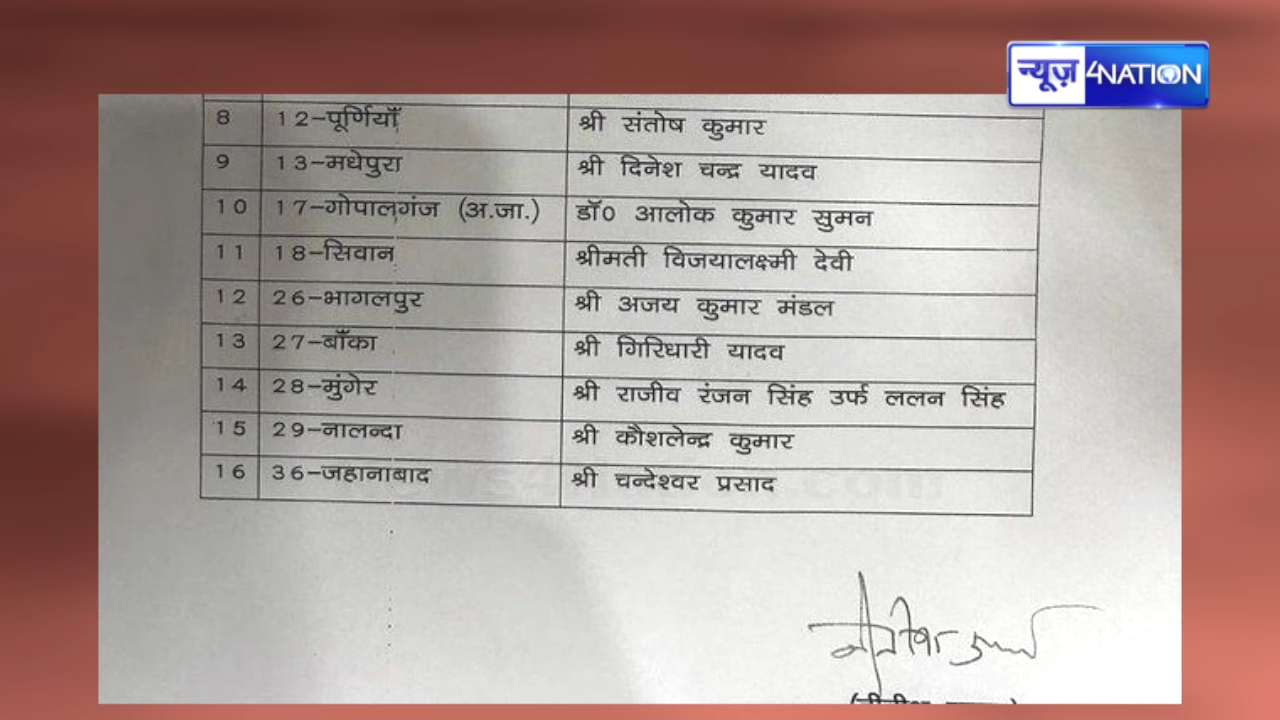 न्यूज़ 4NATION
8 12-पूर्णियाँ श्री संतोष कुमार
9 13-मधेपुरा श्री दिनेश चन्द्र यादव
10 17-गोपालगंज (अ.जा.) डॉ0 आलोक कुमार सुमन
11 18-सिवान श्रीमती विजयालक्ष्मी देवी
12 26-भागलपुर श्री अजय कुमार मंडल
13 27-बाँका श्री गिरिधारी यादव
14 28-मुंगेर श्री राजीव रंजन सिंह उर्फ ललन सिंह
15 29-नालन्दा श्री कौशलेन्द्र कुमार
16 36-जहानाबाद श्री चन्देश्वर प्रसाद